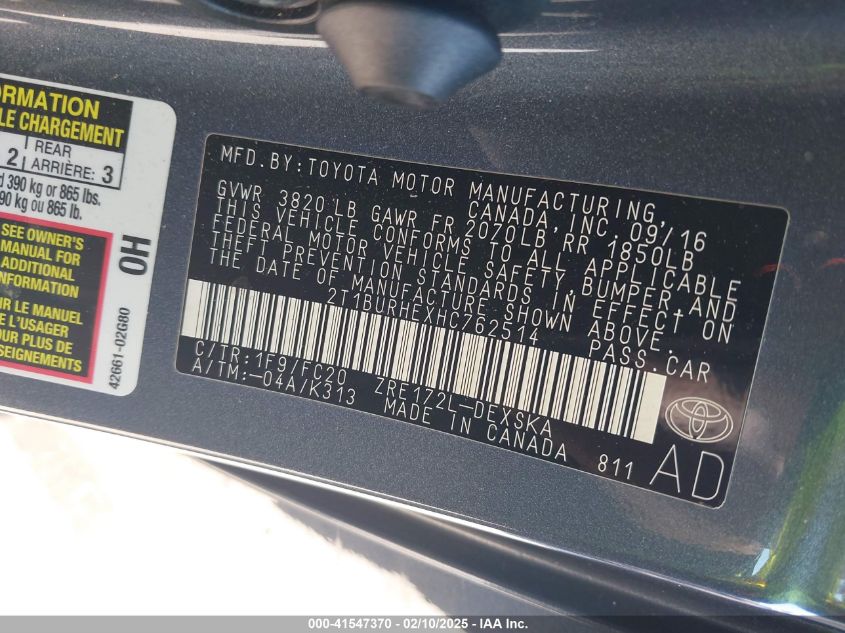 ORMATION
LE CHARGEMENT
2 REAR
ARRIÈRE: 3
390 kg or 865 lbs.
90 kg ou 865 lb.
SEE OWNER'S
MANUAL FOR
ADDITIONAL
INFORMATION
LE MANUEL
L'USAGER
POUR PLUS DE
SEIGNEMENTS
OH
42661-02G80
MFD.BY:TOYOTA MOTOR MANUFACTURING,
CANADA,INC. 09/16
GVWR 3820LB GAWR FR 2070LB RR 1850LB
THIS VEHICLE CONFORMS TO ALL APPLICABLE
FEDERAL MOTOR VEHICLE SAFETY,BUMPER,AND
THEFT PREVENTION STANDARDS IN EFFECT ON
THE DATE OF MANUFACTURE SHOWN ABOVE.
2T1BURHEXHC762514 PASS.CAR
C/TR:1F9/FC20 ZRE172L-DEXSKA
A/TM:-04A/K313 MADE IN CANADA
811
AD
000-41547370 - 02/10/2025 - IAA Inc.